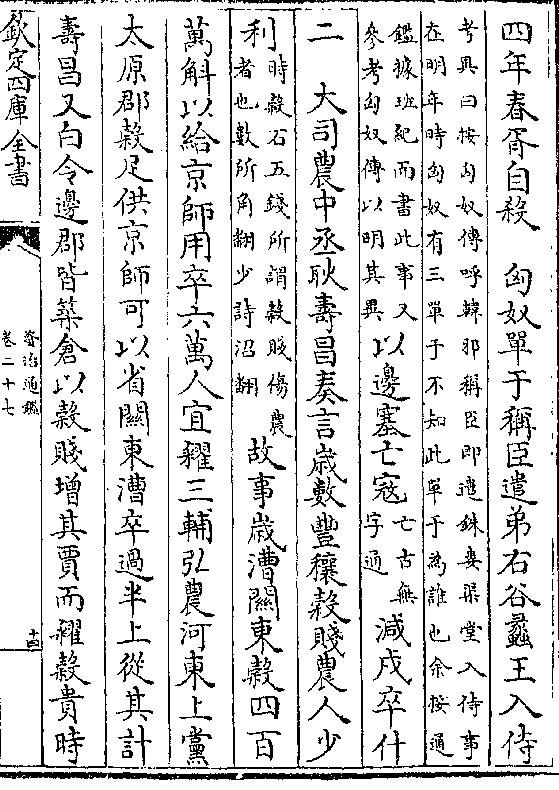 四年春胥自殺　匈奴單于稱臣遣弟右谷蠡王入侍
考異曰按匈奴傳呼韓邪稱臣即遣銖婁渠堂入侍事
在明年時匈奴有三單于不知此單于為誰也余按通
鑑據班紀而書此事又
參考匈奴傳以明其異
以邊塞亡寇
亡古無
字通
減戍卒什
二　大司農中丞耿壽昌奏言歲數豐穰穀賤農人少
利
時穀石五錢所謂穀賤傷農
者也數所角翻少詩沼翻
故事歲漕關東穀四百
萬斛以給京師用卒六萬人宜糴三輔弘農河東上黨
太原郡穀足供京師可以省關東漕卒過半上從其計
壽昌又白令邊郡皆築倉以穀賤增其賈而糴穀貴時
欽定四庫全書
資治通鑑
卷二十七
十四